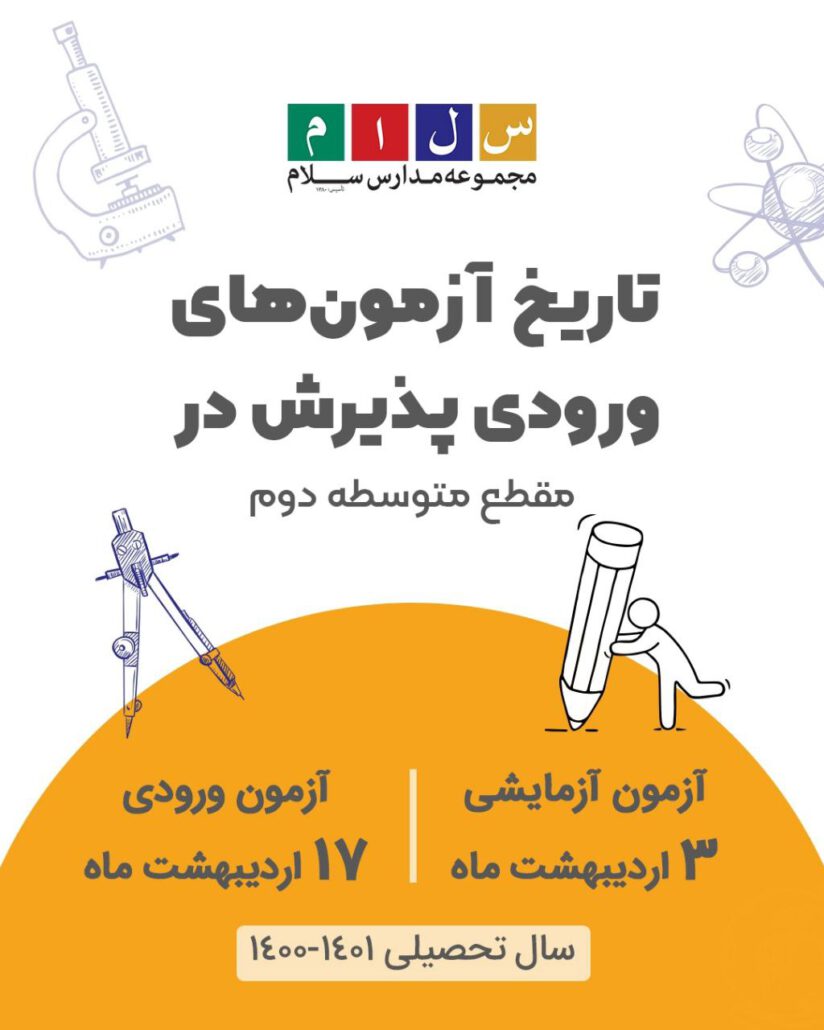 س ل ا م
مجموعه مدارس سلام
تاریخ آزمون‌های
ورودی پذیرش در
مقطع متوسطه دوم
آزمون آزمایشی
۳ اردیبهشت ماه
آزمون ورودی
۱۷ اردیبهشت ماه
سال تحصیلی ۱۴۰۱-۱۴۰۰